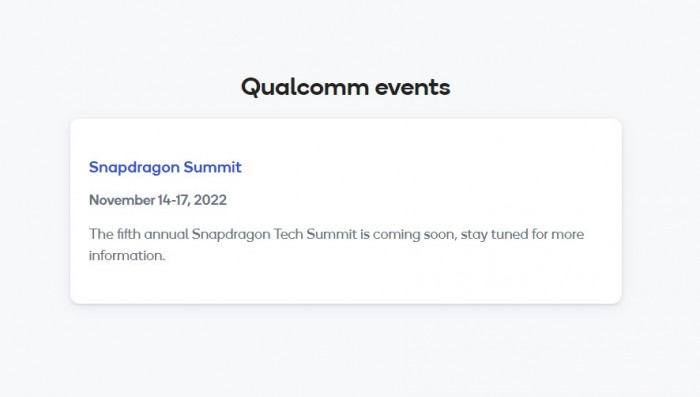 Qualcomm events
Snapdragon Summit
November 14-17, 2022
The fifth annual Snapdragon Tech Summit is coming soon, stay tuned for more
information.